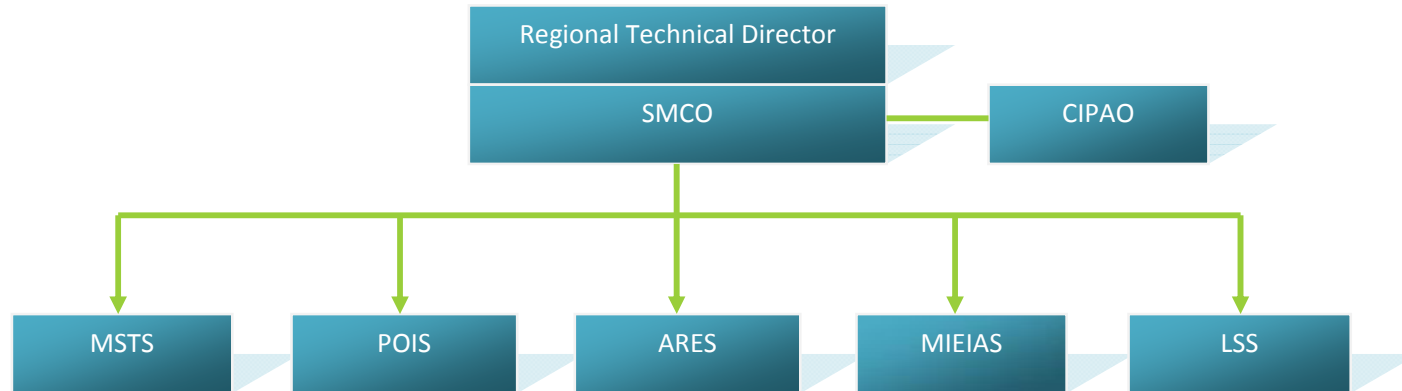 Regional Technical Director
SMCO
CIPAO
MSTS
POIS
ARES
MIEIAS
LSS